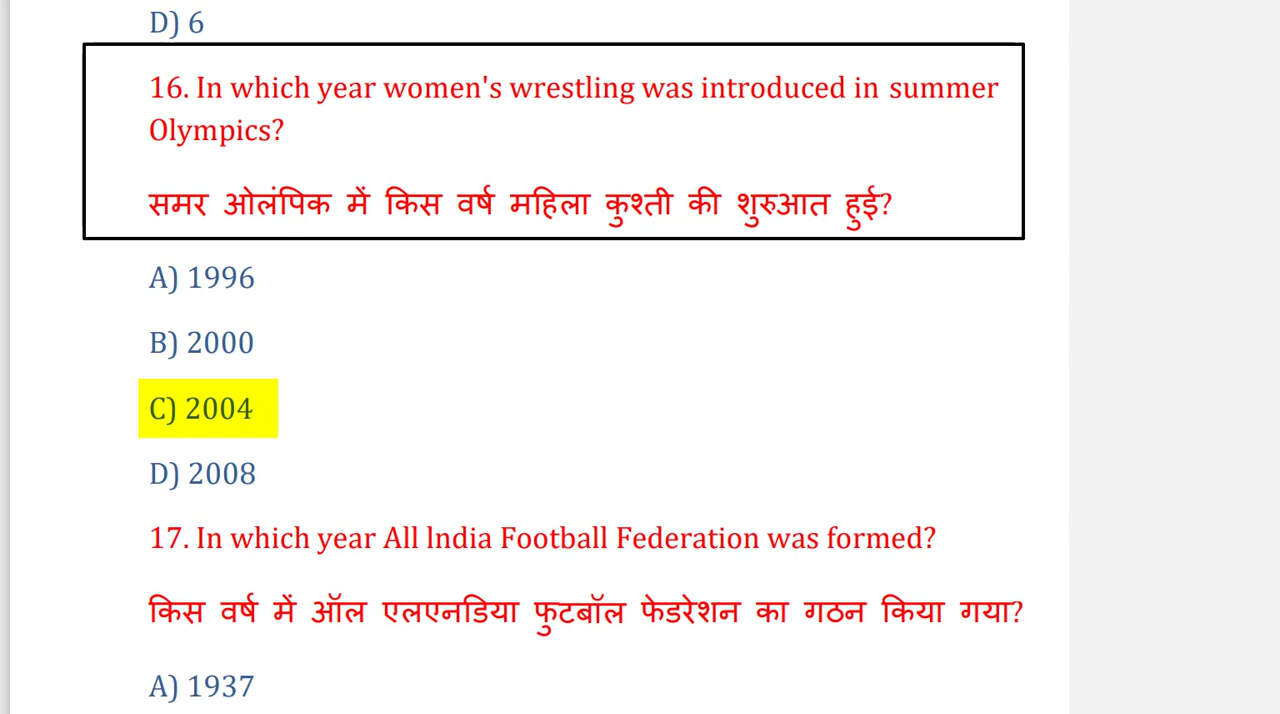 D) 6
16. In which year women's wrestling was introduced in summer
Olympics?
समर ओलंपिक में किस वर्ष महिला कुश्ती की शुरुआत हुई?
A) 1996
B) 2000
C) 2004
D) 2008
17. In which year All lndia Football Federation was formed?
किस वर्ष में ऑल एलएनडिया फुटबॉल फेडरेशन का गठन किया गया?
A) 1937